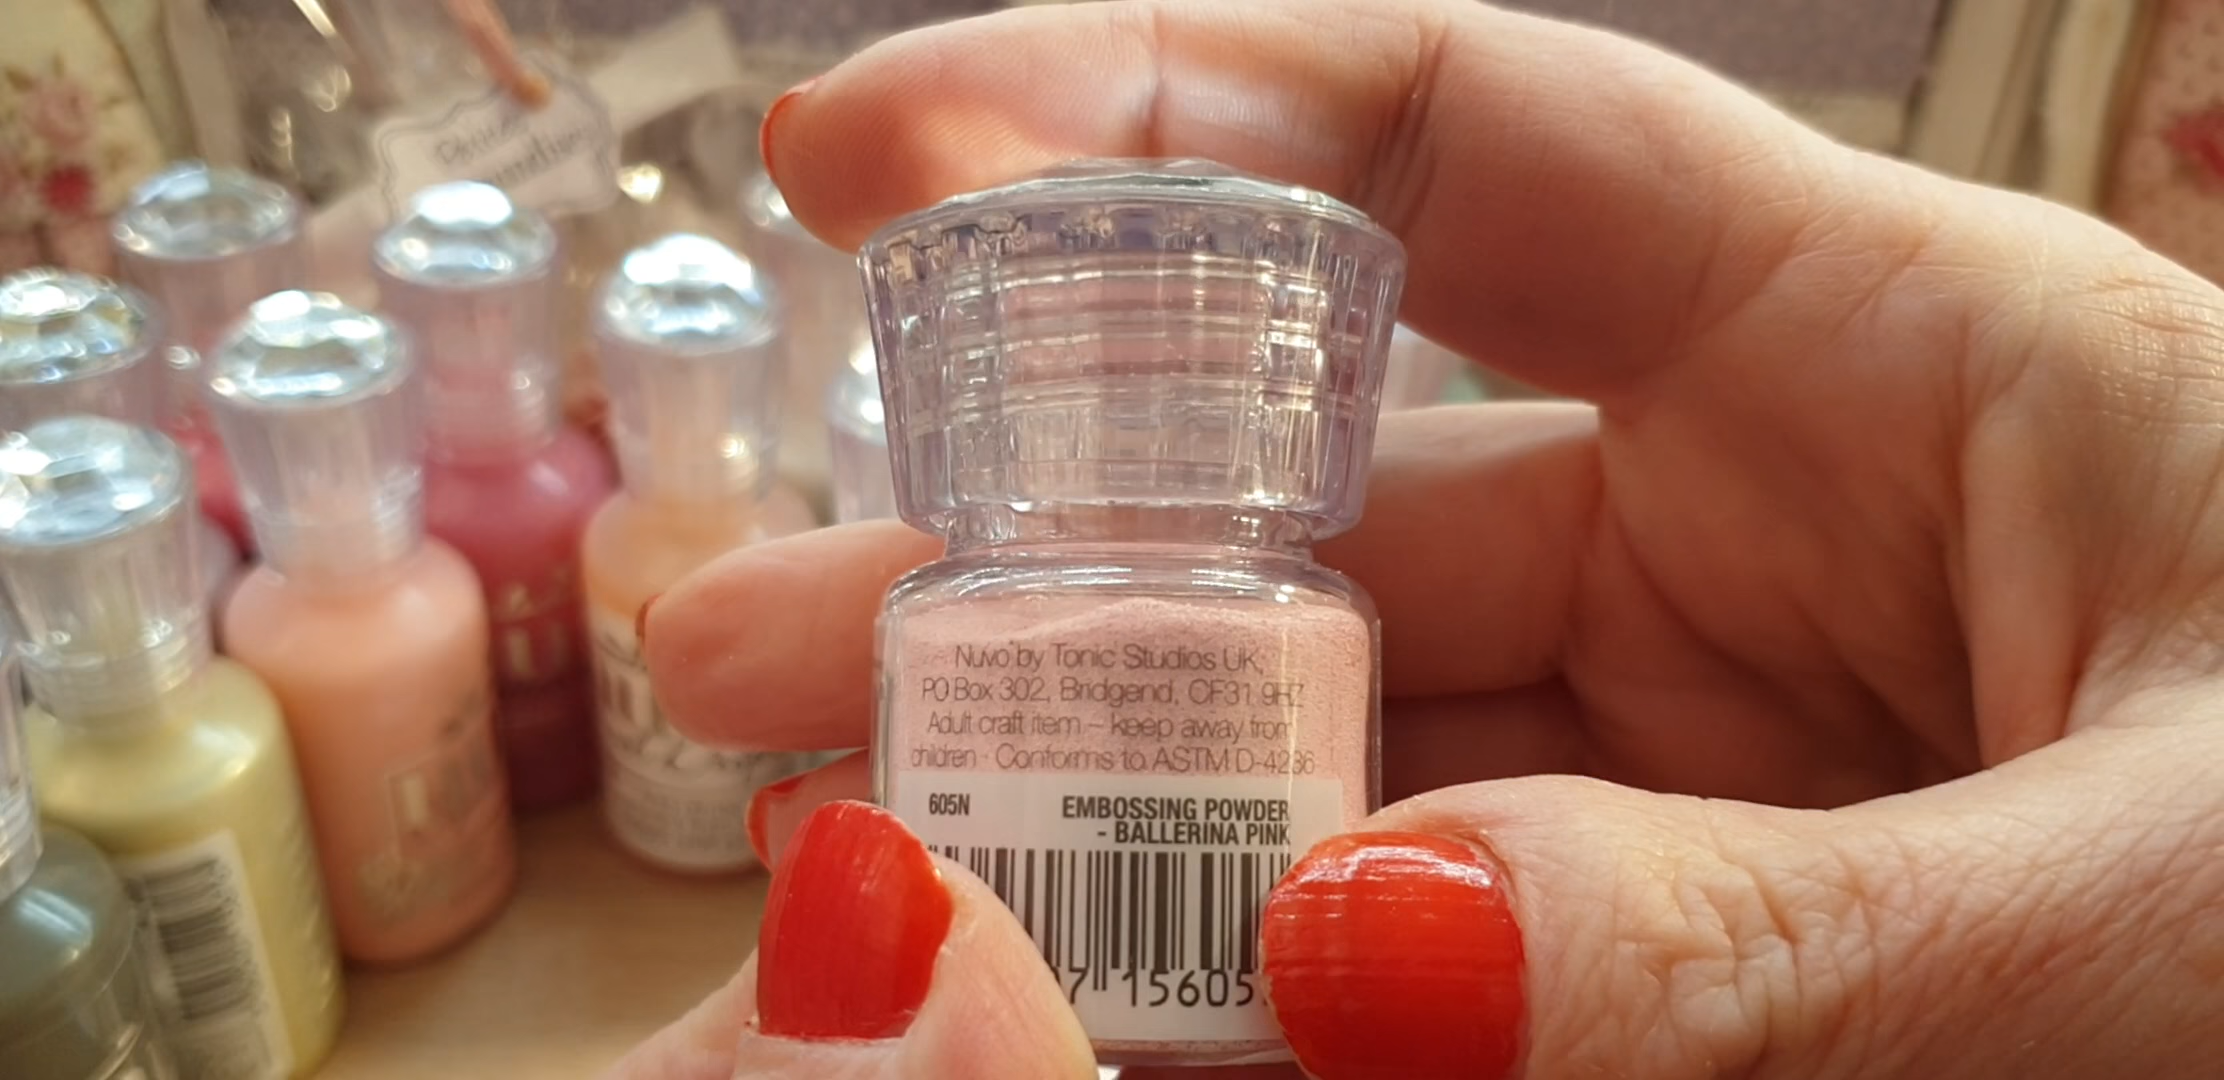 Nuvo by Tonic Studios UK,
PO Box 302, Bridgend, CF31 9HZ
Adult craft item – keep away from
children · Conforms to ASTM D-4236
605N
EMBOSSING POWDER
- BALLERINA PINK
7 15605